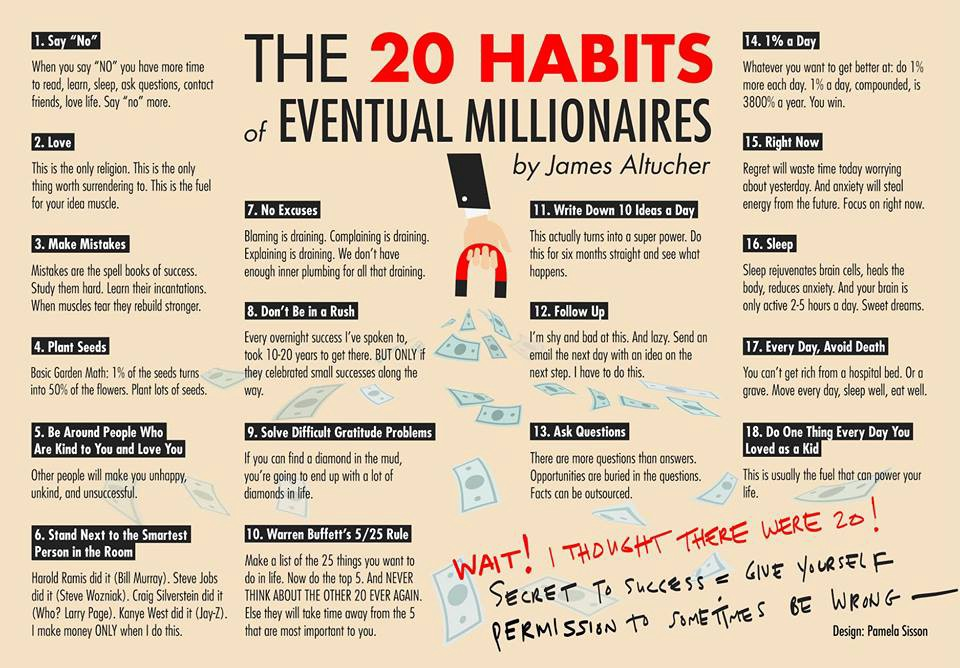 THE 20 HABITS
of EVENTUAL MILLIONAIRES
by James Altucher
1. Say “No”
When you say “NO” you have more time
to read, learn, sleep, ask questions, contact
friends, love life. Say “no” more.
2. Love
This is the only religion. This is the only
thing worth surrendering to. This is the fuel
for your idea muscle.
3. Make Mistakes
Mistakes are the spell books of success.
Study them hard. Learn their incantations.
When muscles tear they rebuild stronger.
4. Plant Seeds
Basic Garden Math: 1% of the seeds turns
into 50% of the flowers. Plant lots of seeds.
5. Be Around People Who
Are Kind to You and Love You
Other people will make you unhappy,
unkind, and unsuccessful.
6. Stand Next to the Smartest
Person in the Room
Harold Ramis did it (Bill Murray). Steve Jobs
did it (Steve Wozniak). Craig Silverstein did it
(Who? Larry Page). Kanye West did it (Jay-Z).
I make money ONLY when I do this.
7. No Excuses
Blaming is draining. Complaining is draining.
Explaining is draining. We don’t have
enough inner plumbing for all that draining.
8. Don’t Be in a Rush
Every overnight success I’ve spoken to,
took 10-20 years to get there. BUT ONLY if
they celebrated small successes along the
way.
9. Solve Difficult Gratitude Problems
If you can find a diamond in the mud,
you’re going to end up with a lot of
diamonds in life.
10. Warren Buffett’s 5/25 Rule
Make a list of the 25 things you want to
do in life. Now do the top 5. And NEVER
THINK ABOUT THE OTHER 20 EVER AGAIN.
Else they will take time away from the 5
that are most important to you.
11. Write Down 10 Ideas a Day
This actually turns into a super power. Do
this for six months straight and see what
happens.
12. Follow Up
I’m shy and bad at this. And lazy. Send an
email the next day with an idea on the
next step. I have to do this.
13. Ask Questions
There are more questions than answers.
Opportunities are buried in the questions.
Facts can be outsourced.
14. 1% a Day
Whatever you want to get better at: do 1%
more each day. 1% a day, compounded, is
3800% a year. You win.
15. Right Now
Regret will waste time today worrying
about yesterday. And anxiety will steal
energy from the future. Focus on right now.
16. Sleep
Sleep rejuvenates brain cells, heals the
body, reduces anxiety. And your brain is
only active 2-5 hours a day. Sweet dreams.
17. Every Day, Avoid Death
You can’t get rich from a hospital bed. Or a
grave. Move every day, sleep well, eat well.
18. Do One Thing Every Day You
Loved as a Kid
This is usually the fuel that can power your
life.
WAIT! I THOUGHT THERE WERE 20!
SECRET TO SUCCESS = GIVE YOURSELF
PERMISSION TO SOMETIMES BE WRONG —
Design: Pamela Sisson